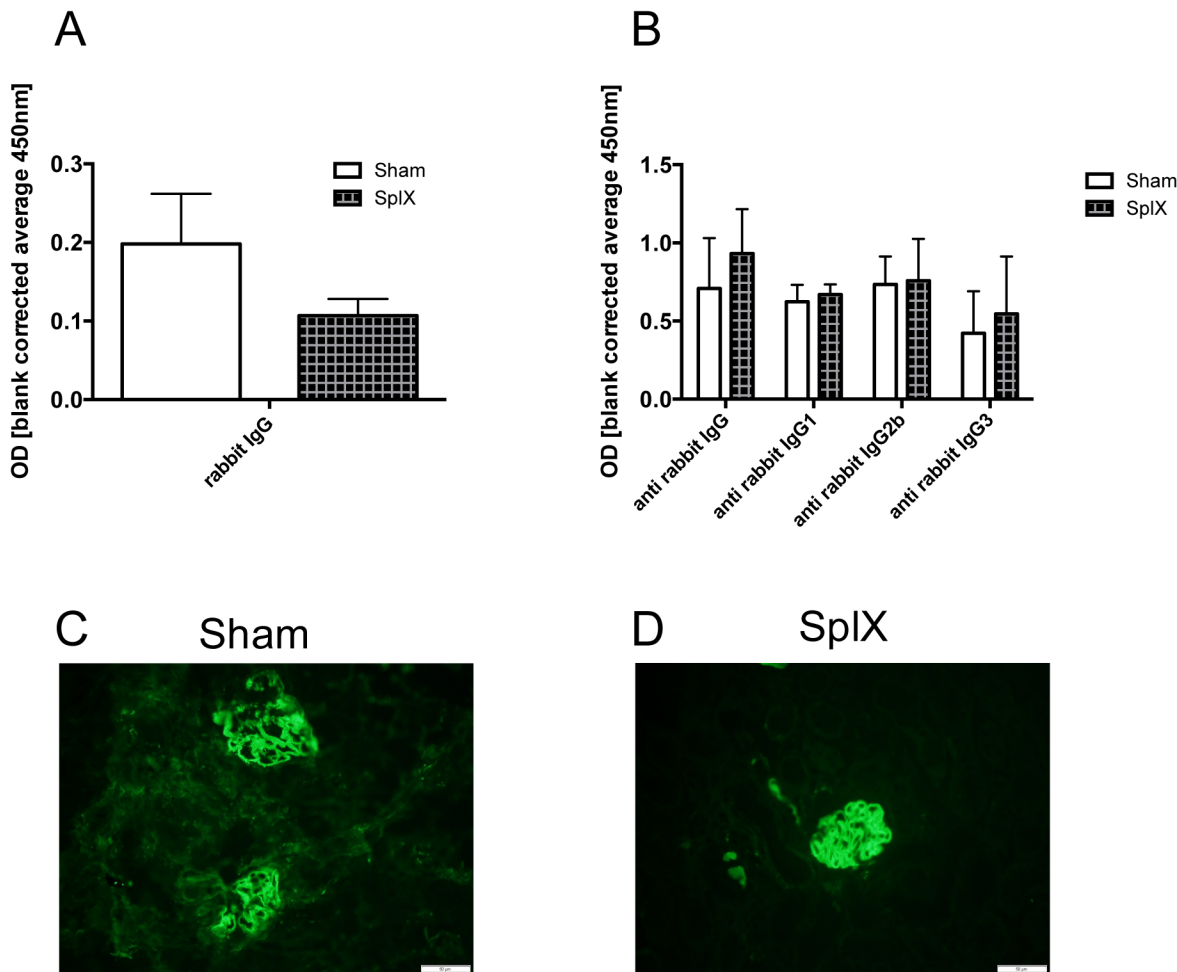 A
B
OD [blank corrected average 450nm]
0.3
0.2
0.1
0.0
Sham
SplX
rabbit IgG
OD [blank corrected average 450nm]
1.5
1.0
0.5
0.0
Sham
SplX
anti rabbit IgG
anti rabbit IgG1
anti rabbit IgG2b
anti rabbit IgG3
C
Sham
D
SplX